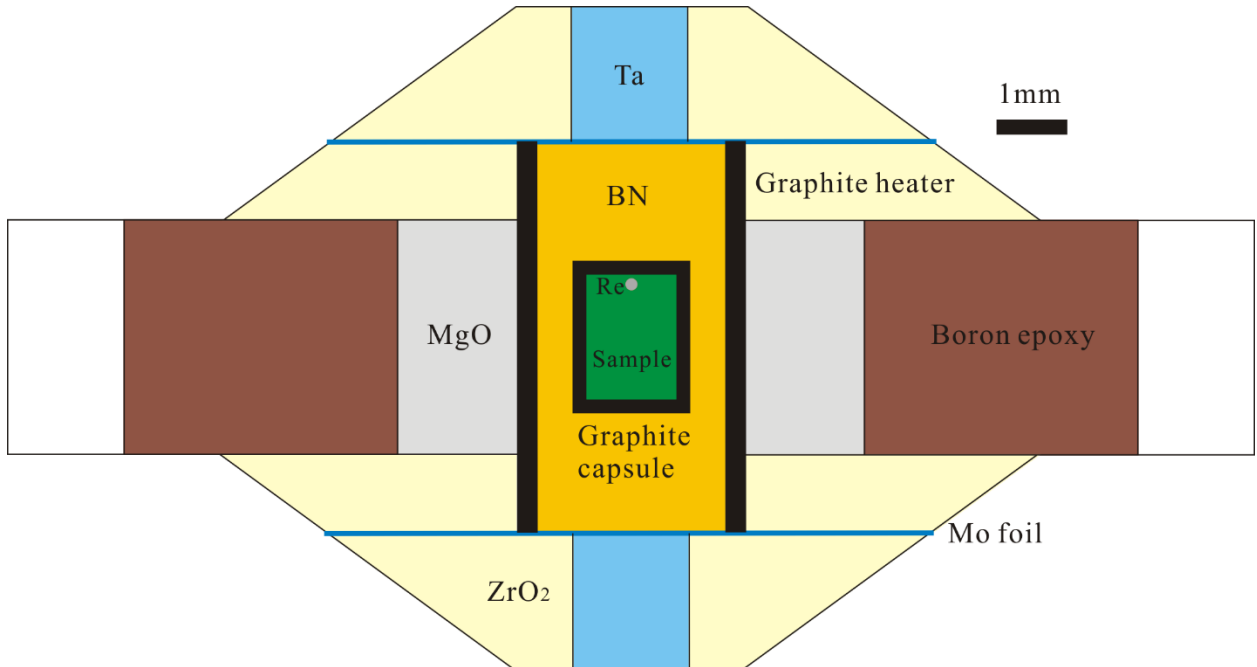 Ta
1mm
Graphite heater
BN
Re
MgO
Boron epoxy
Sample
Graphite
capsule
Mo foil
ZrO₂